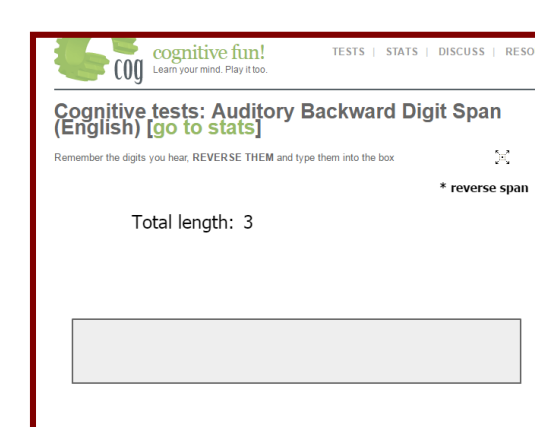 cognitive fun!
TESTS | STATS | DISCUSS | RESO
cog Learn your mind. Play it too.
Cognitive tests: Auditory Backward Digit Span
(English) [go to stats]
Remember the digits you hear, REVERSE THEM and type them into the box
* reverse span
Total length: 3